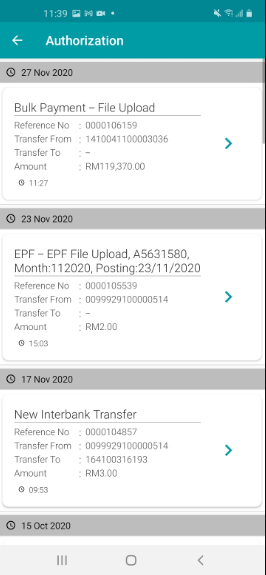 11:39
Authorization
27 Nov 2020
Bulk Payment – File Upload
Reference No : 0000106159
Transfer From : 1410041100003036
Transfer To : –
Amount : RM119,370.00
11:27
23 Nov 2020
EPF – EPF File Upload, A5631580,
Month:112020, Posting:23/11/2020
Reference No : 0000105539
Transfer From : 0099929100000514
Transfer To : –
Amount : RM2.00
15:03
17 Nov 2020
New Interbank Transfer
Reference No : 0000104857
Transfer From : 0099929100000514
Transfer To : 164100316193
Amount : RM3.00
09:53
15 Oct 2020